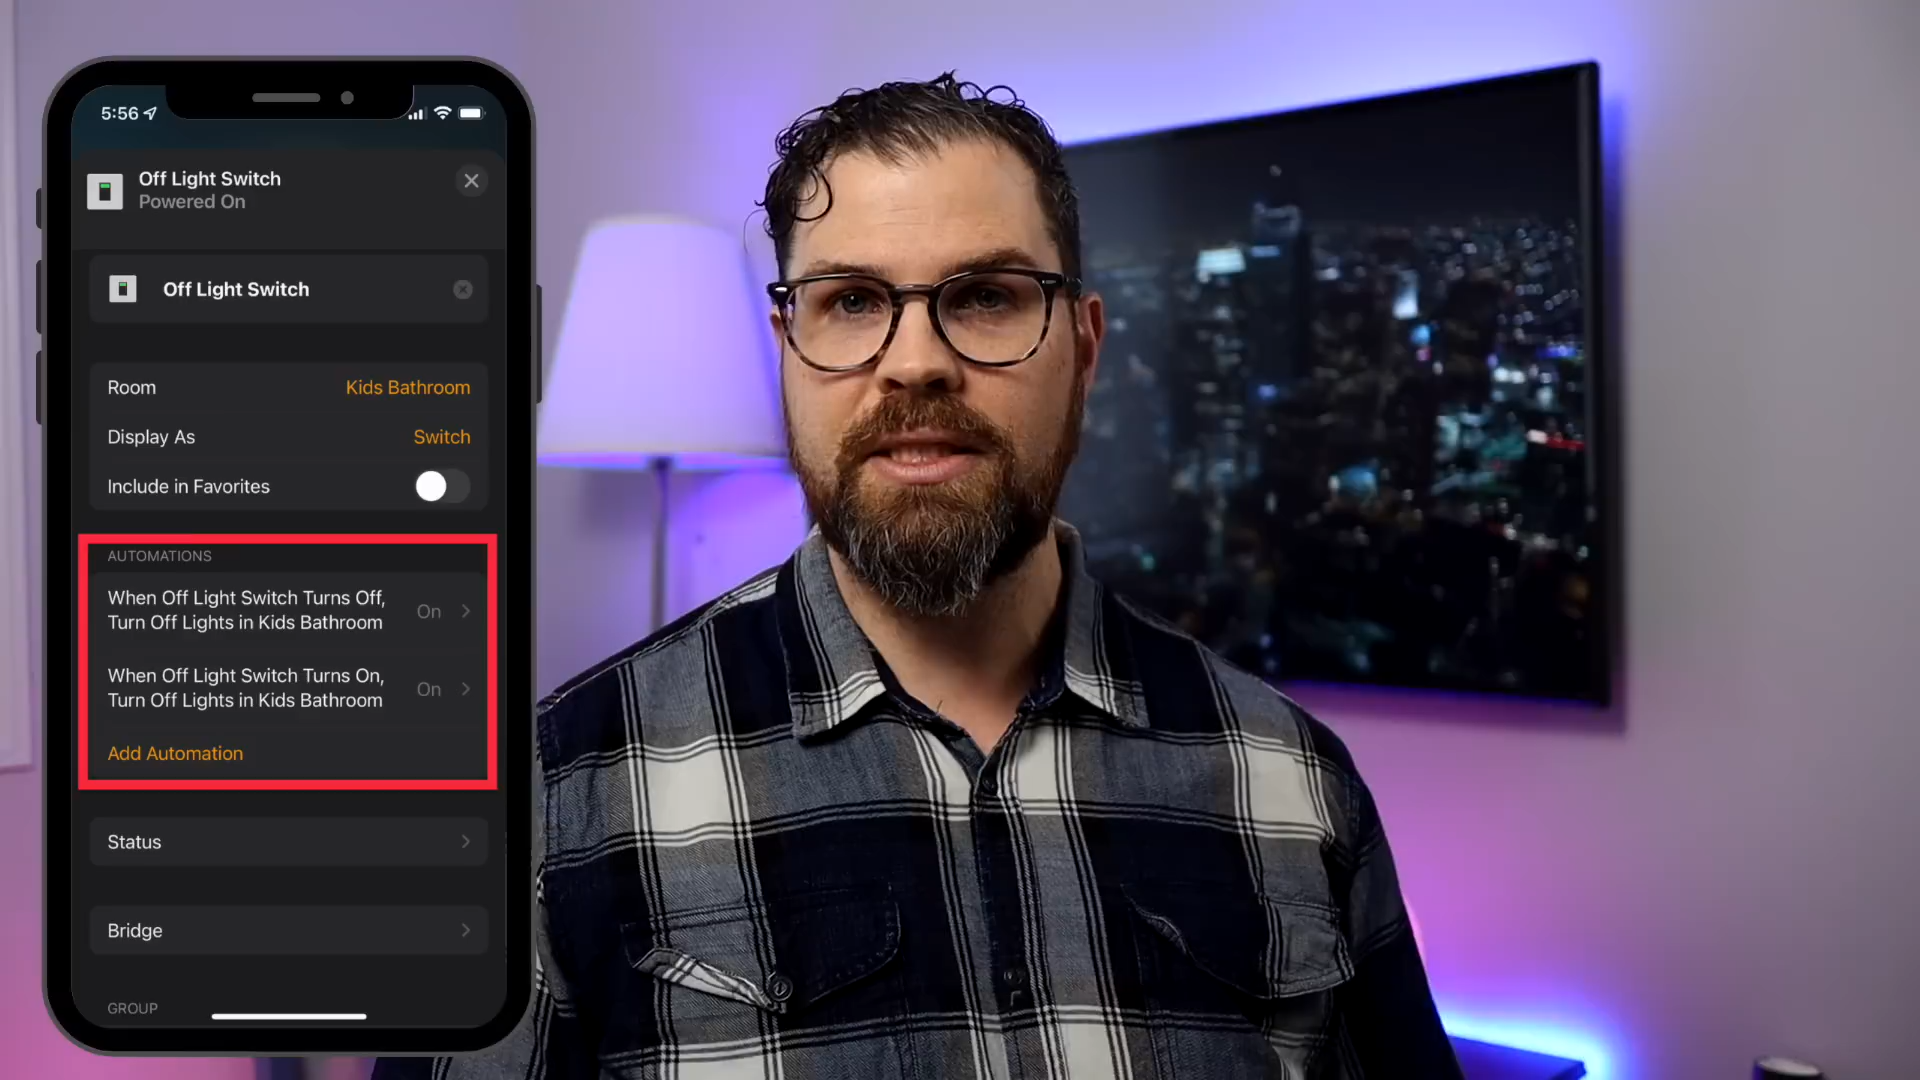 5:56
Off Light Switch
Powered On
Off Light Switch
Room
Kids Bathroom
Display As
Switch
Include in Favorites
AUTOMATIONS
When Off Light Switch Turns Off,
Turn Off Lights in Kids Bathroom
On
When Off Light Switch Turns On,
Turn Off Lights in Kids Bathroom
On
Add Automation
Status
Bridge
GROUP